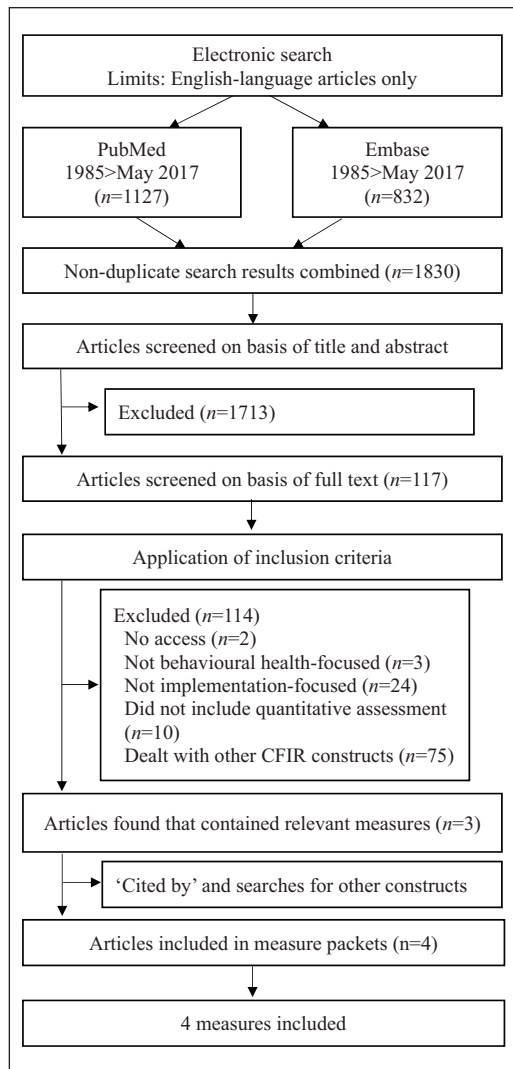 Electronic search
Limits: English-language articles only
PubMed
1985>May 2017
(n=1127)
Embase
1985>May 2017
(n=832)
Non-duplicate search results combined (n=1830)
Articles screened on basis of title and abstract
Excluded (n=1713)
Articles screened on basis of full text (n=117)
Application of inclusion criteria
Excluded (n=114)
No access (n=2)
Not behavioural health-focused (n=3)
Not implementation-focused (n=24)
Did not include quantitative assessment
(n=10)
Dealt with other CFIR constructs (n=75)
Articles found that contained relevant measures (n=3)
‘Cited by’ and searches for other constructs
Articles included in measure packets (n=4)
4 measures included